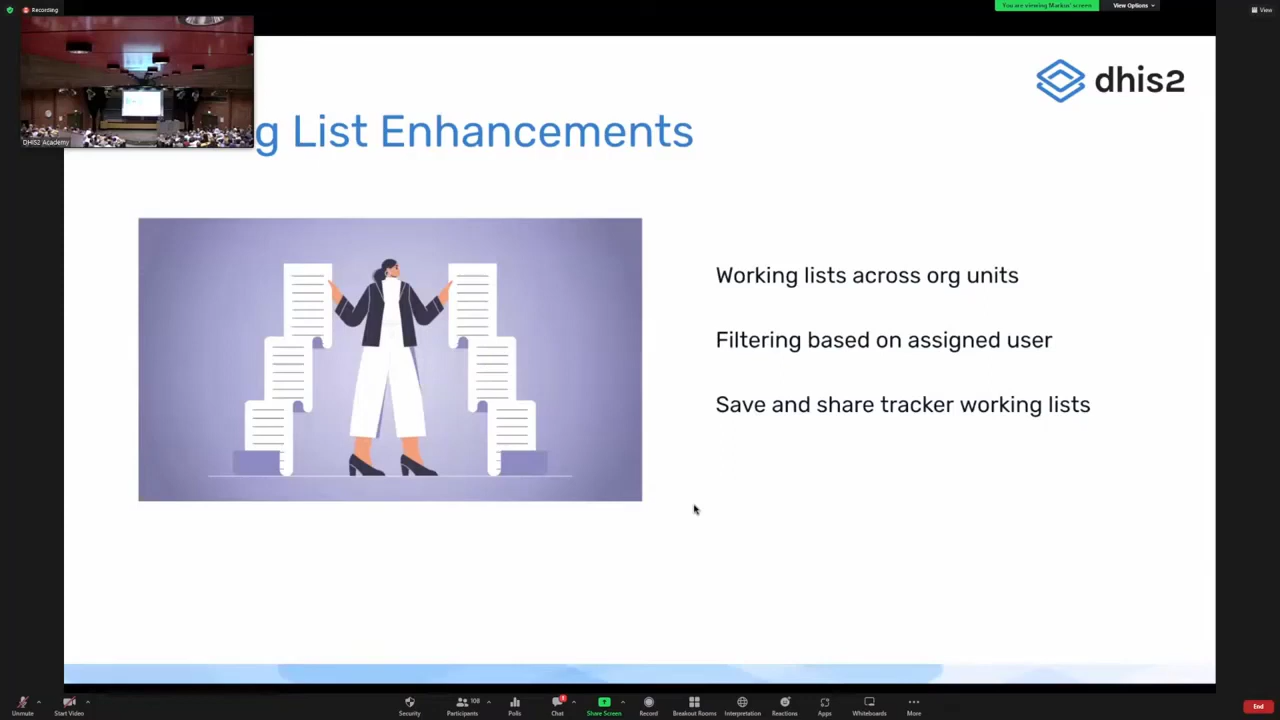 Recording
You are viewing Markus' screen
View Options
View
DHIS2 Academy
dhis2
g List Enhancements
Working lists across org units
Filtering based on assigned user
Save and share tracker working lists
Unmute
Start Video
Security
Participants
108
Polls
Chat
Share Screen
Record
Breakout Rooms
Interpretation
Reactions
Apps
Whiteboards
More
End